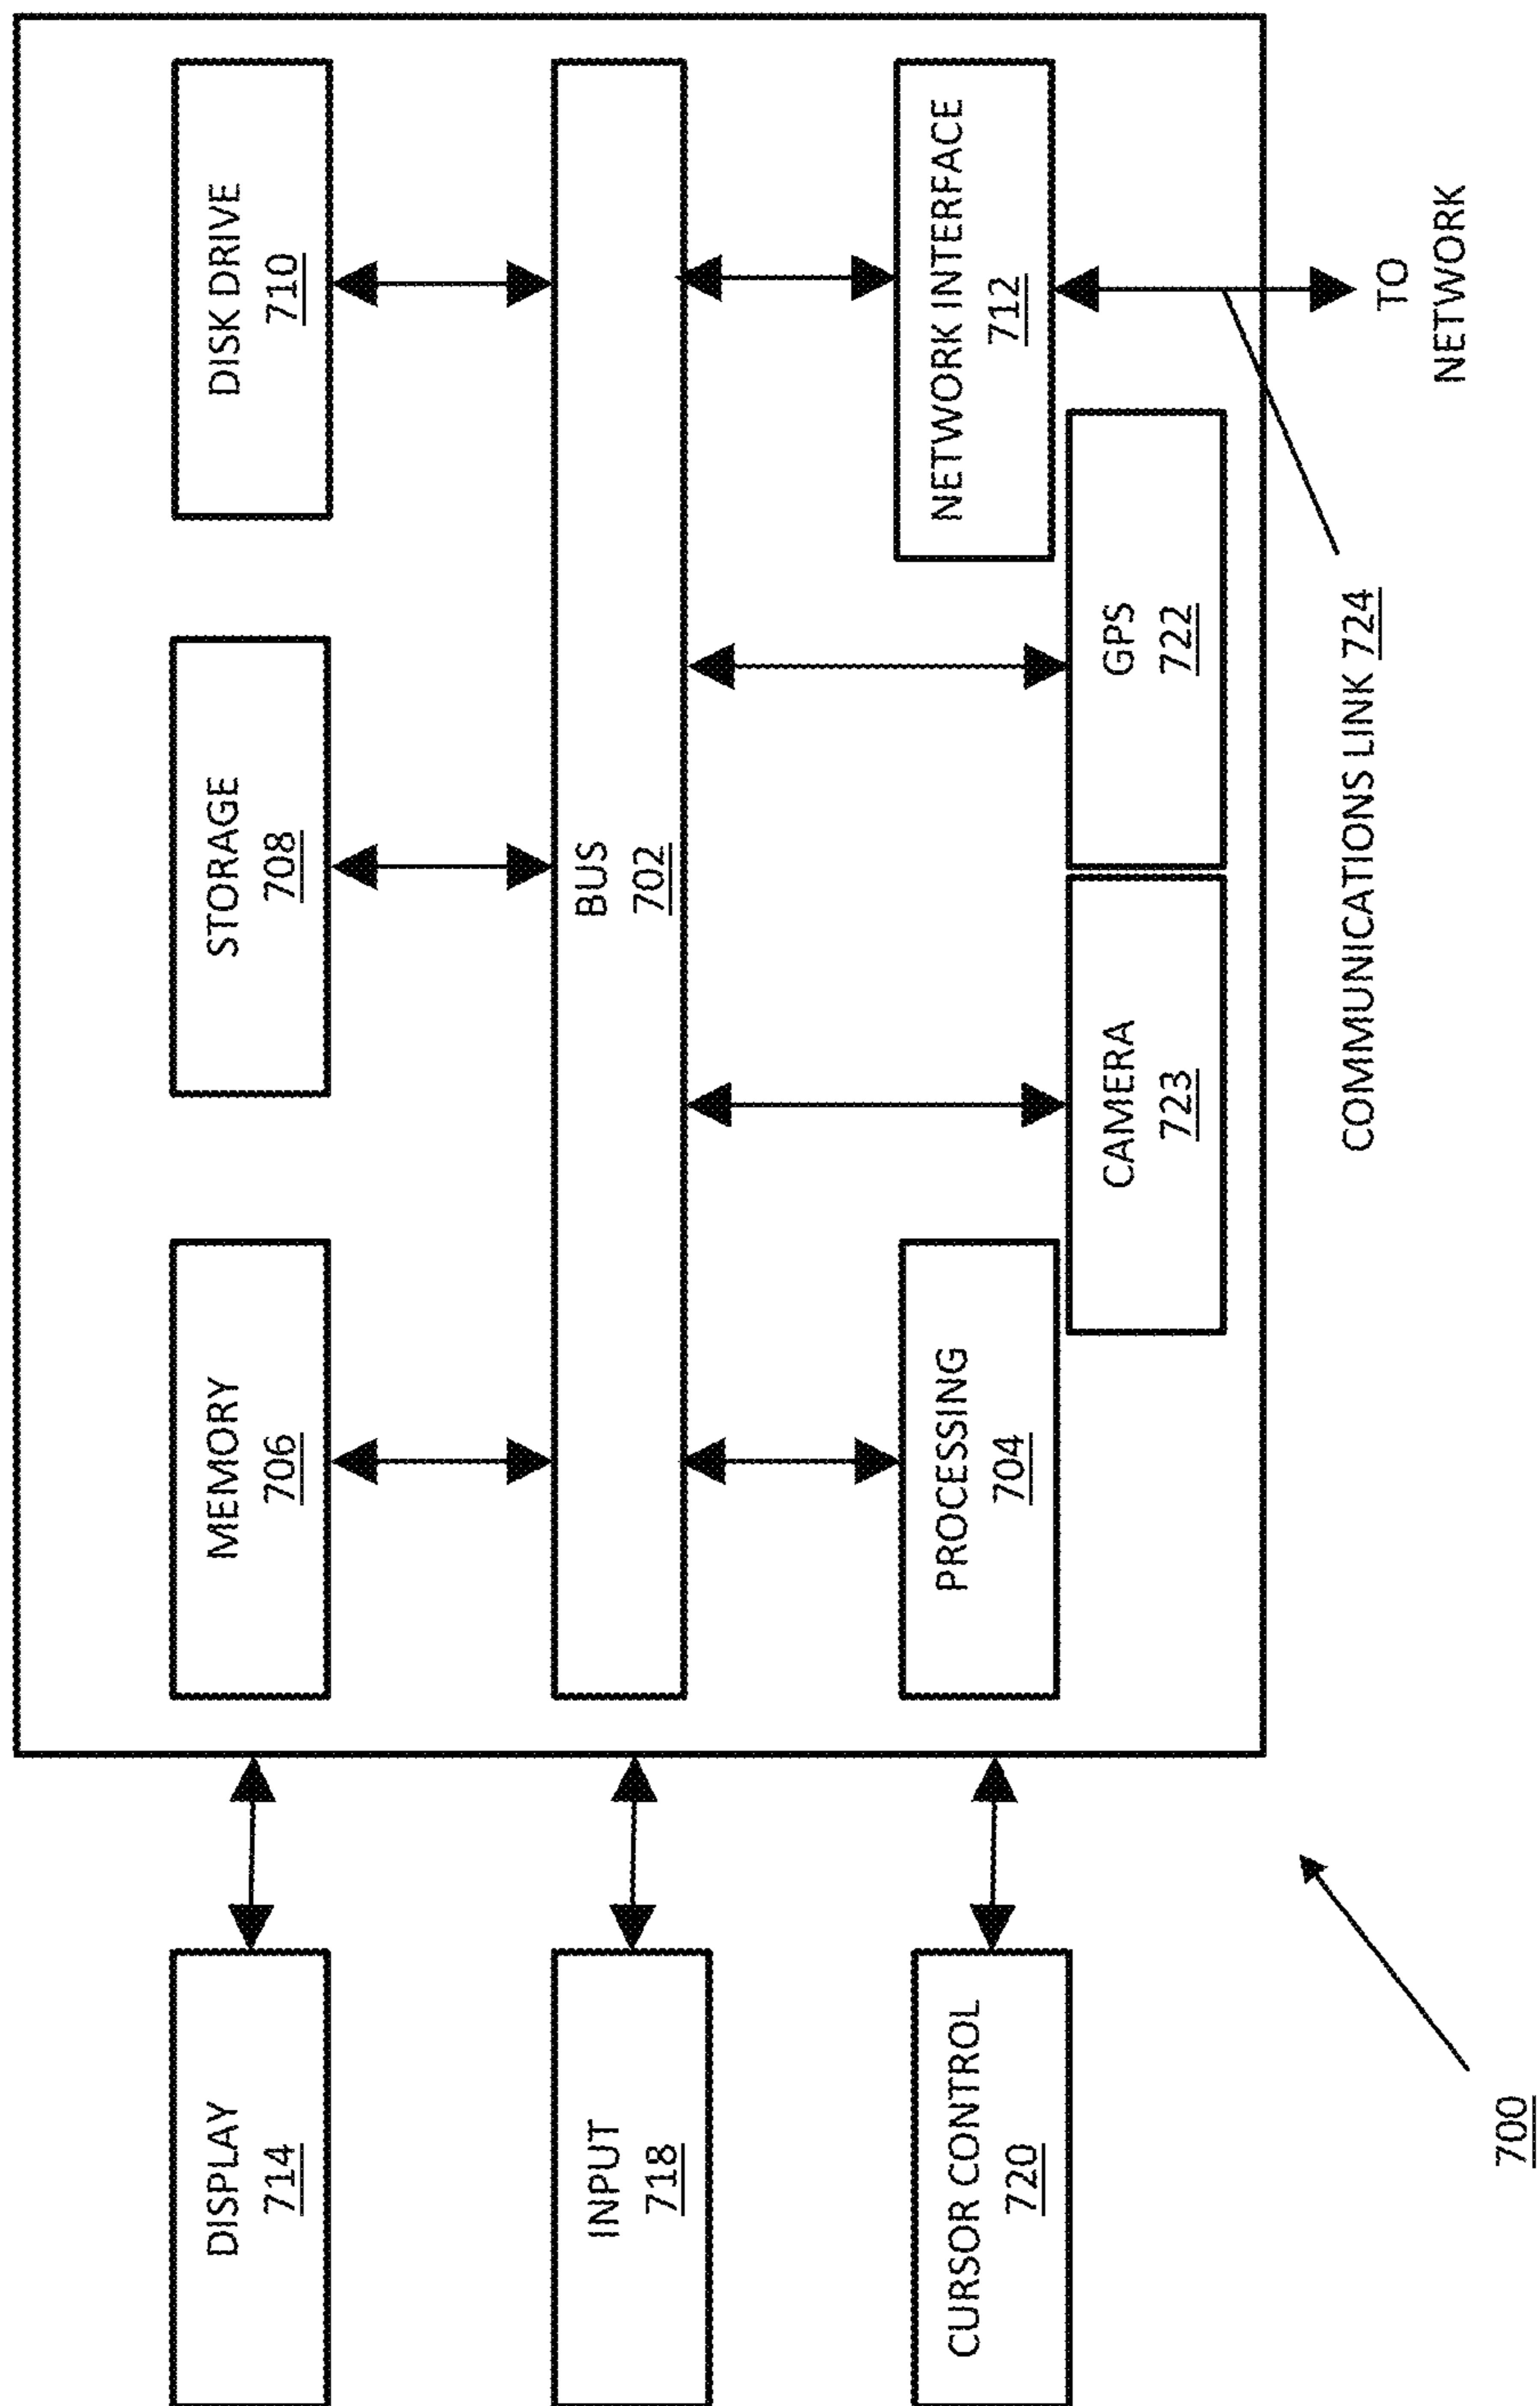 DISPLAY
714
MEMORY
706
STORAGE
708
DISK DRIVE
710
INPUT
718
BUS
702
CURSOR CONTROL
720
PROCESSING
704
NETWORK INTERFACE
712
CAMERA
723
GPS
722
COMMUNICATIONS LINK 724
TO
NETWORK
700